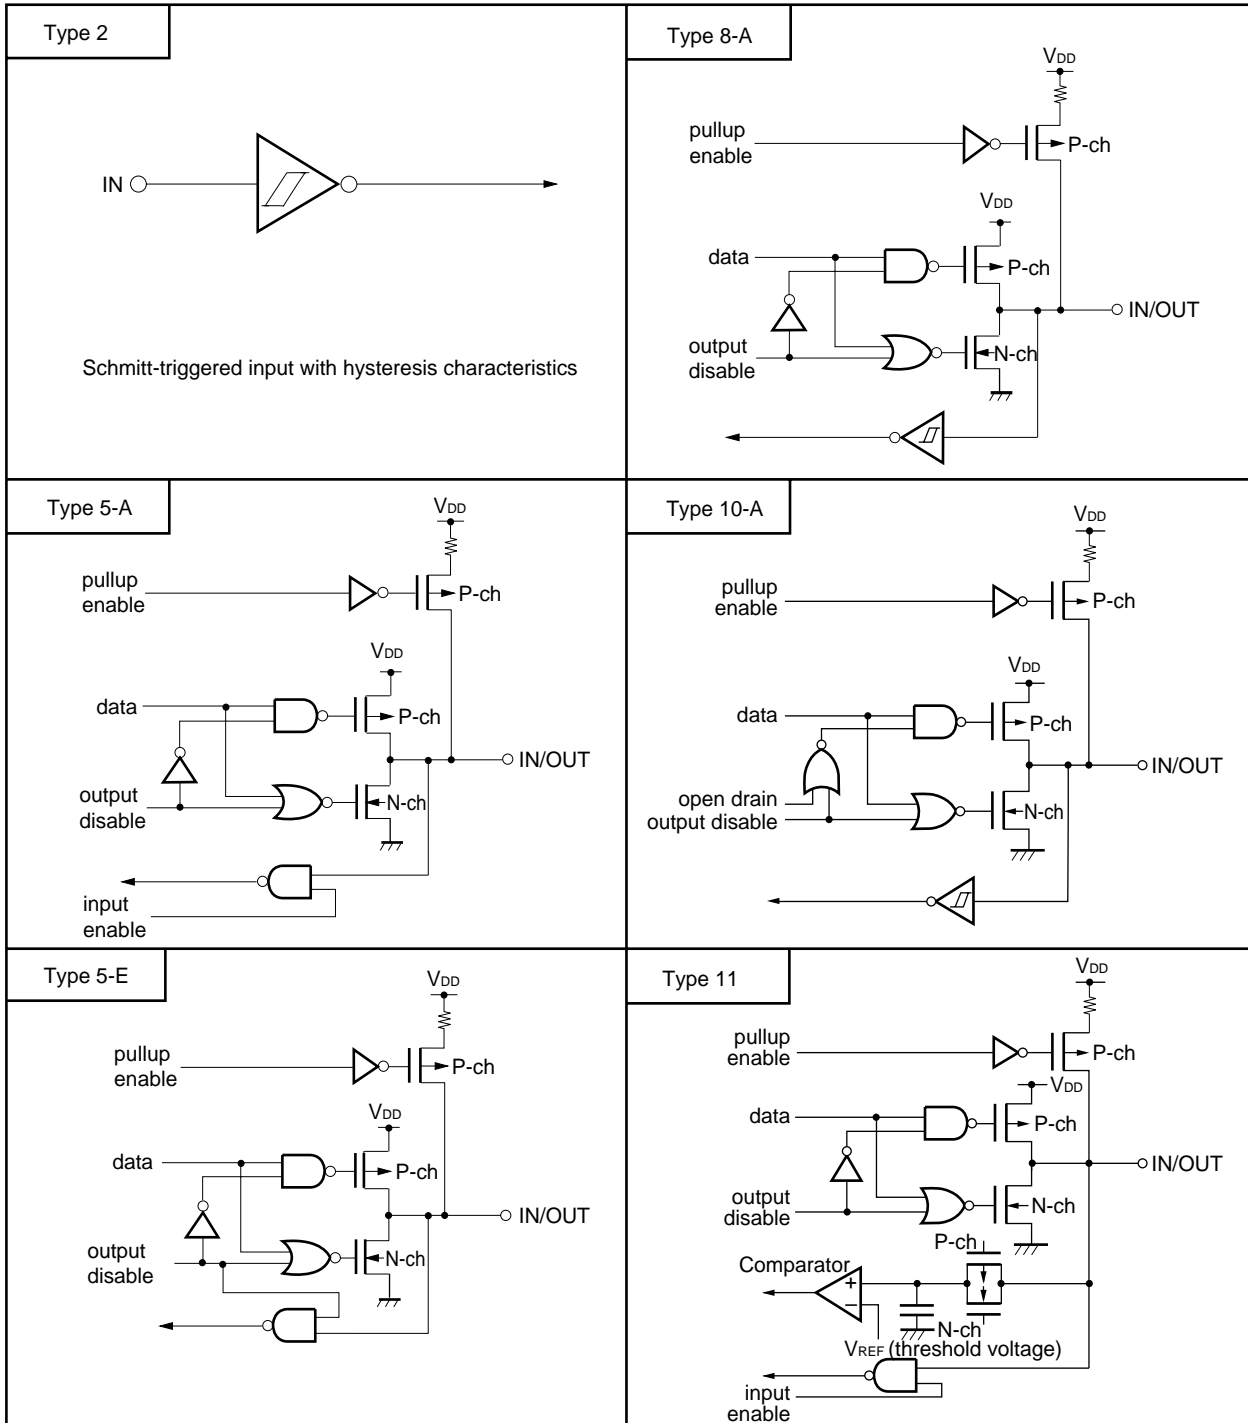 Type 2
IN
Schmitt-triggered input with hysteresis characteristics
Type 8-A
VDD
pullup
enable
P-ch
VDD
data
P-ch
IN/OUT
output
disable
N-ch
Type 5-A
VDD
pullup
enable
P-ch
VDD
data
P-ch
IN/OUT
output
disable
N-ch
input
enable
Type 10-A
VDD
pullup
enable
P-ch
VDD
data
P-ch
IN/OUT
open drain
output disable
N-ch
Type 5-E
VDD
pullup
enable
P-ch
VDD
data
P-ch
IN/OUT
output
disable
N-ch
Type 11
VDD
pullup
enable
P-ch
VDD
data
P-ch
IN/OUT
output
disable
N-ch
P-ch
Comparator
+
−
N-ch
VREF (threshold voltage)
input
enable